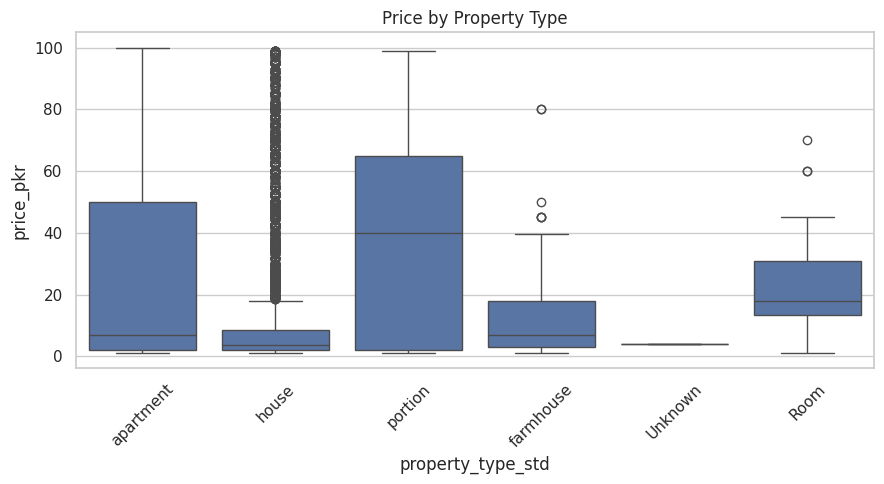 Price by Property Type
price_pkr
100
80
60
40
20
0
apartment
house
portion
farmhouse
Unknown
Room
property_type_std